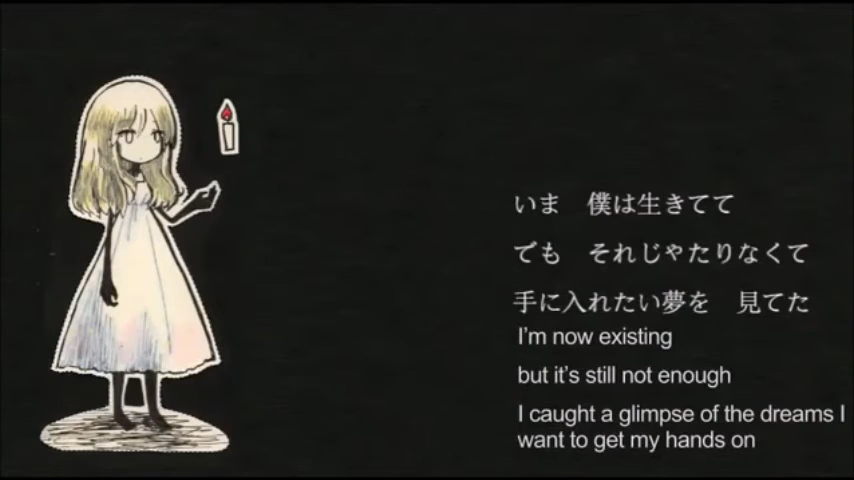 いま　僕は生きてて
でも　それじゃたりなくて
手に入れたい夢を　見てた
I'm now existing
but it's still not enough
I caught a glimpse of the dreams I
want to get my hands on